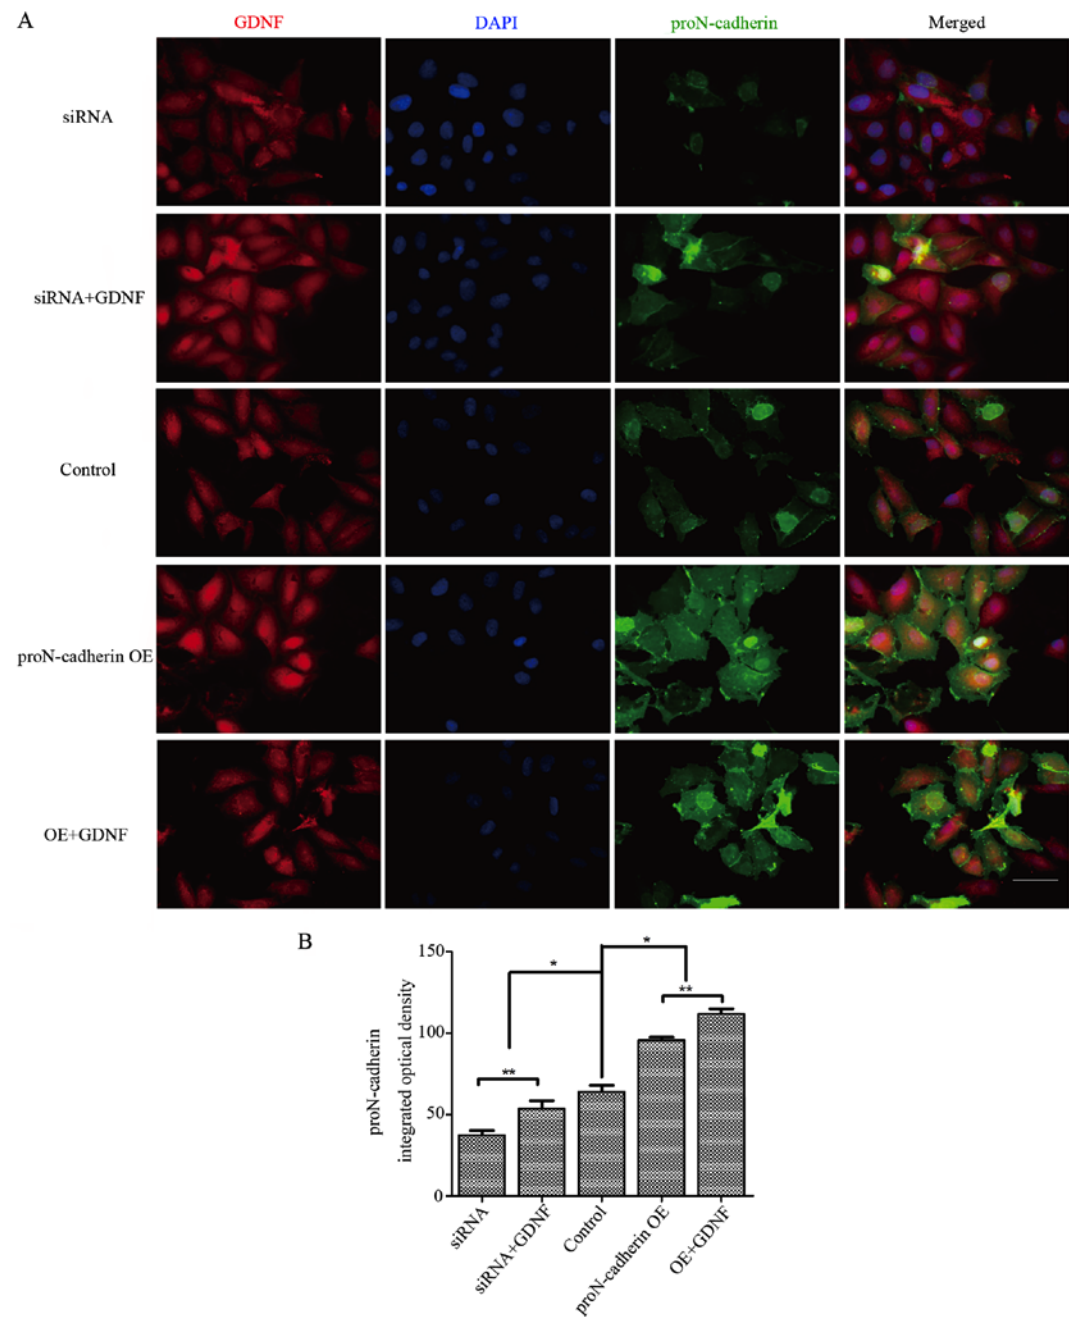 A
GDNF DAPI proN-cadherin Merged
siRNA
siRNA+GDNF
Control
proN-cadherin OE
OE+GDNF
B
proN-cadherin
integrated optical density
150
100
50
0
*
*
**
**
siRNA
siRNA+GDNF
Control
proN-cadherin OE
OE+GDNF